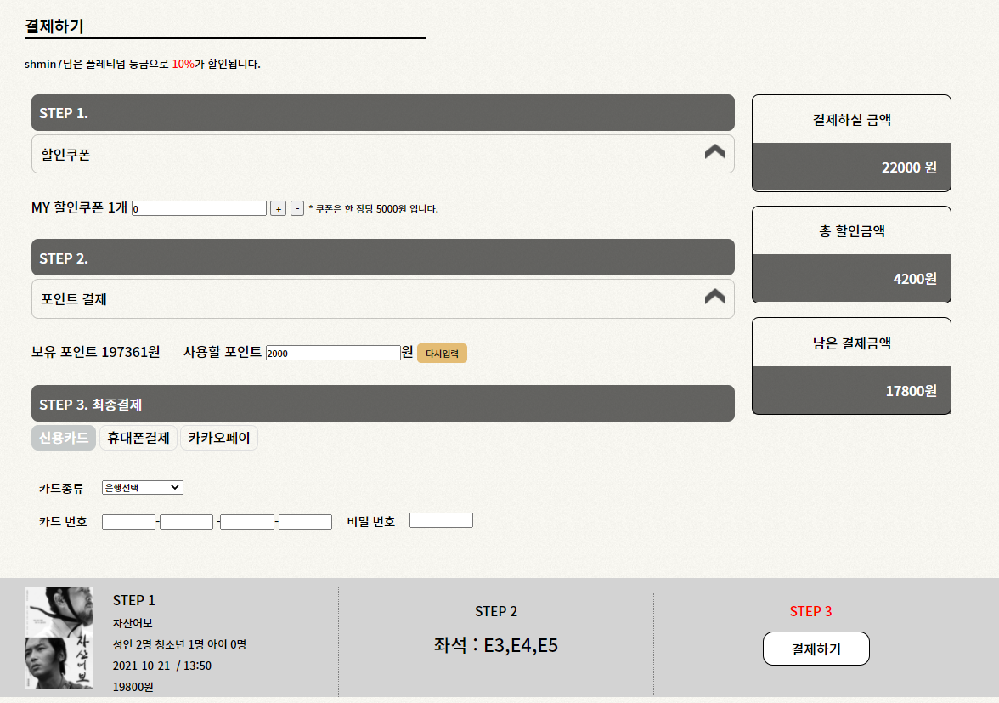 결제하기
shmin7님은 플레티넘 등급으로 10%가 할인됩니다.
STEP 1.
할인쿠폰
MY 할인쿠폰 1개 0 + - * 쿠폰은 한 장당 5000원 입니다.
STEP 2.
포인트 결제
보유 포인트 197361원 사용할 포인트 2000 원 다시입력
STEP 3. 최종결제
신용카드 휴대폰결제 카카오페이
카드종류 은행선택
카드 번호 - - - 비밀 번호
결제하실 금액
22000 원
총 할인금액
4200원
남은 결제금액
17800원
자산어보
STEP 1
자산어보
성인 2명 청소년 1명 아이 0명
2021-10-21 / 13:50
19800원
STEP 2
좌석 : E3,E4,E5
STEP 3
결제하기